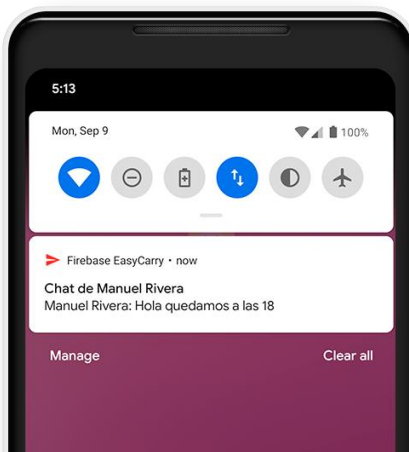 5:13
Mon, Sep 9
100%
Firebase EasyCarry • now
Chat de Manuel Rivera
Manuel Rivera: Hola quedamos a las 18
Manage
Clear all